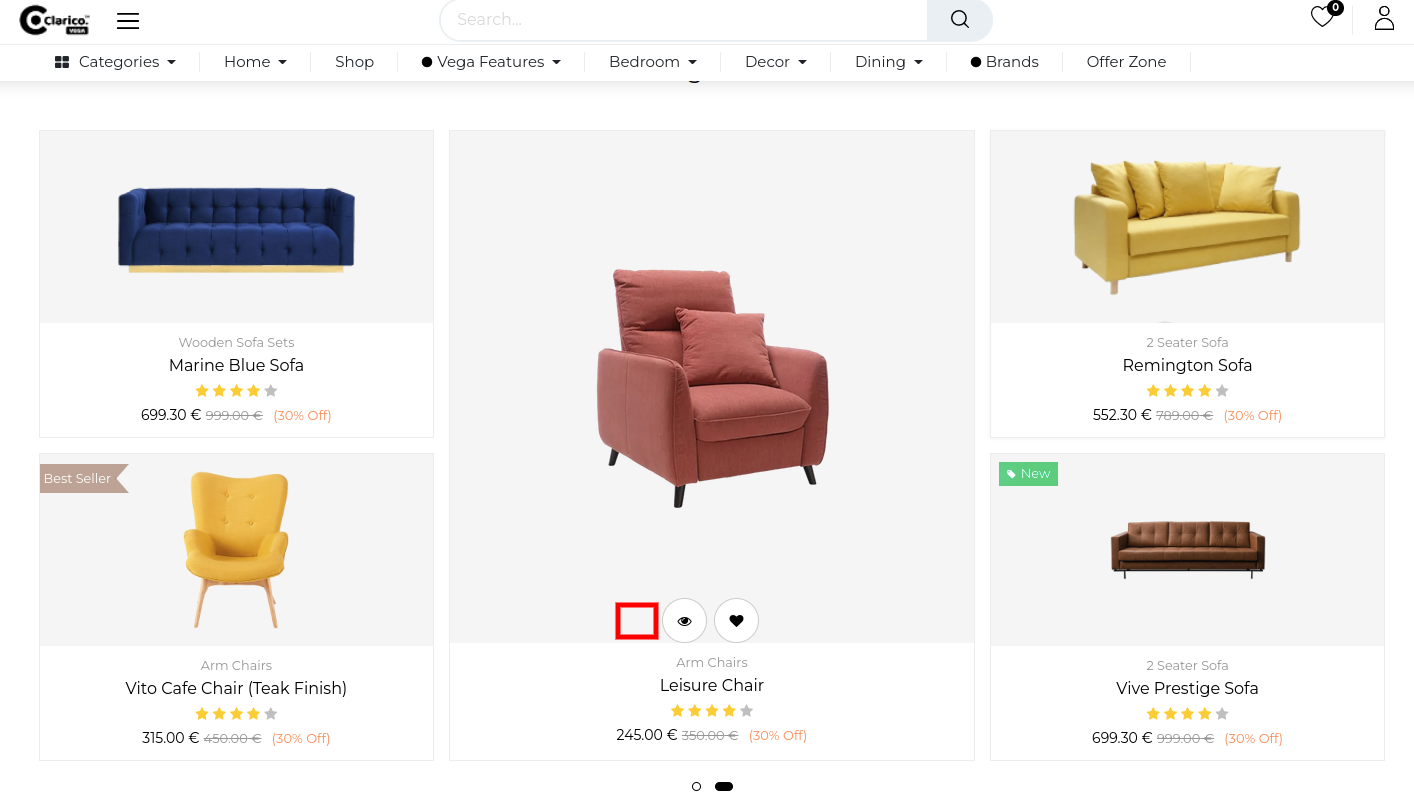 Clarico™
VEGA
Search...
0
Categories
Home
Shop
Vega Features
Bedroom
Decor
Dining
Brands
Offer Zone
Wooden Sofa Sets
Marine Blue Sofa
699.30 € 999.00 € (30% Off)
Best Seller
Arm Chairs
Vito Cafe Chair (Teak Finish)
315.00 € 450.00 € (30% Off)
Arm Chairs
Leisure Chair
245.00 € 350.00 € (30% Off)
2 Seater Sofa
Remington Sofa
552.30 € 789.00 € (30% Off)
New
2 Seater Sofa
Vive Prestige Sofa
699.30 € 999.00 € (30% Off)